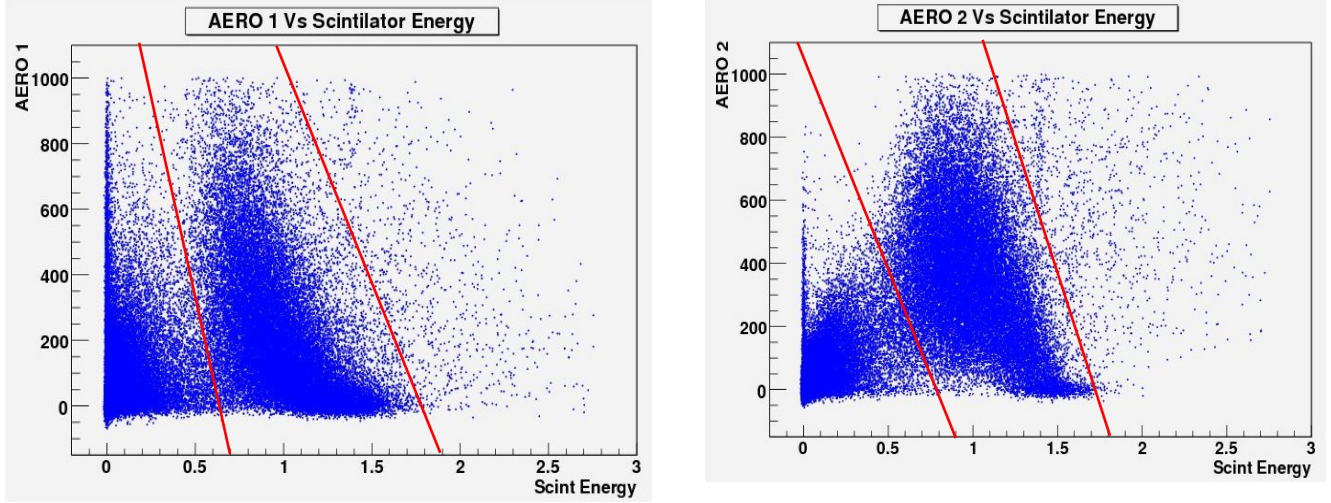 AERO 1 Vs Scintilator Energy
AERO 1
1000
800
600
400
200
0
0 0.5 1 1.5 2 2.5 3
Scint Energy
AERO 2 Vs Scintilator Energy
AERO 2
1000
800
600
400
200
0
0 0.5 1 1.5 2 2.5 3
Scint Energy